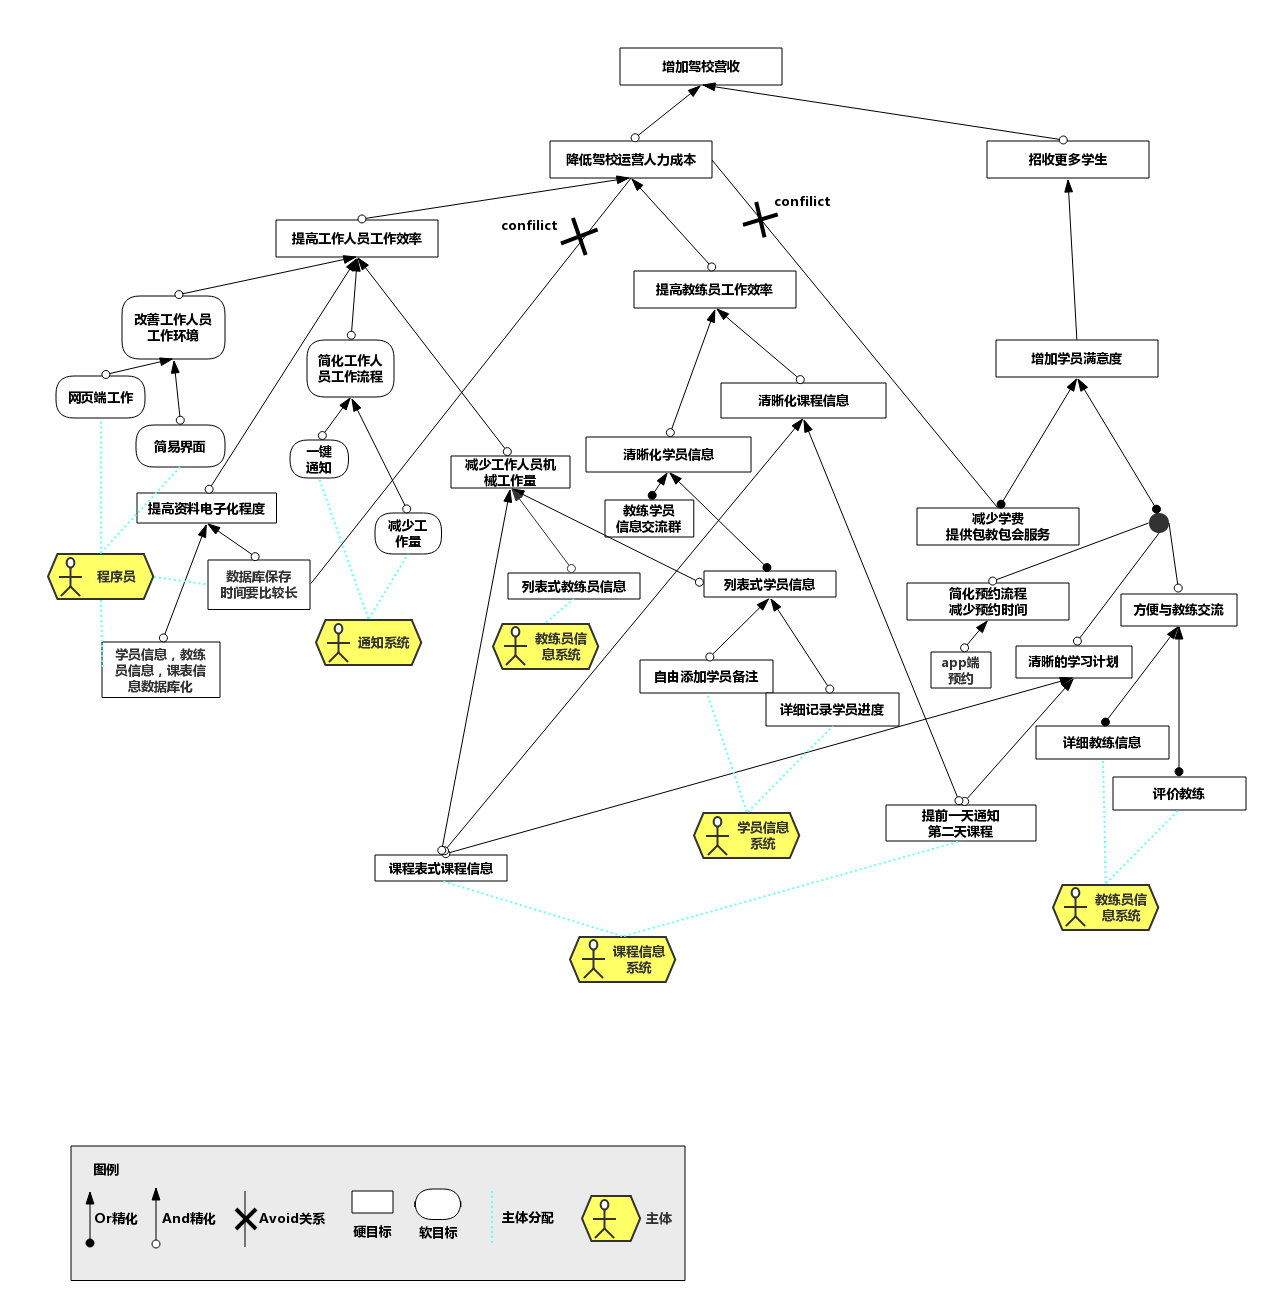 增加驾校营收
降低驾校运营人力成本
招收更多学生
confilict
confilict
提高工作人员工作效率
提高教练员工作效率
改善工作人员
工作环境
简化工作人
员工作流程
增加学员满意度
网页端工作
清晰化课程信息
简易界面
一键
通知
减少工作人员机
械工作量
清晰化学员信息
提高资料电子化程度
教练学员
信息交流群
减少学费
提供包教包会服务
减少工
作量
程序员
数据库保存
时间要比较长
列表式教练员信息
列表式学员信息
简化预约流程
减少预约时间
方便与教练交流
通知系统
教练员信
息系统
学员信息，教练
员信息，课表信
息数据库化
自由添加学员备注
app端
预约
清晰的学习计划
详细记录学员进度
详细教练信息
评价教练
学员信息
系统
提前一天通知
第二天课程
课程表式课程信息
教练员信
息系统
课程信息
系统
图例
Or精化
And精化
Avoid关系
硬目标
软目标
主体分配
主体